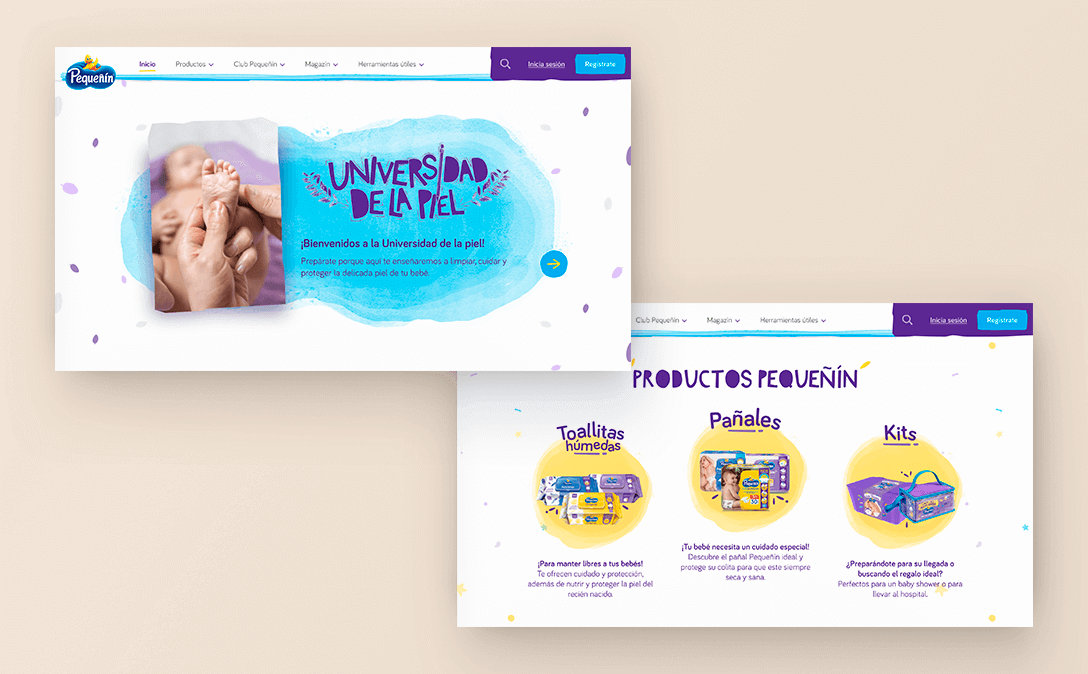 Pequeñín
Inicio
Productos
Club Pequeñín
Magazín
Herramientas útiles
Inicia sesión
Regístrate
UNIVERSIDAD
DE LA PIEL
¡Bienvenidos a la Universidad de la piel!
Prepárate porque aquí te enseñaremos a limpiar, cuidar y
proteger la delicada piel de tu bebé.
Club Pequeñín
Magazín
Herramientas útiles
Inicia sesión
Regístrate
PRODUCTOS PEQUEÑÍN
Toallitas
húmedas
¡Para manter libres a tus bebés!
Te ofrecen cuidado y protección,
además de nutrir y proteger la piel del
recién nacido.
Pañales
¡Tu bebé necesita un cuidado especial!
Descubre el pañal Pequeñín ideal y
protege su colita para que este siempre
seca y sana.
Kits
¿Preparándote para su llegada o
buscando el regalo ideal?
Perfectos para un baby shower o para
llevar al hospital.